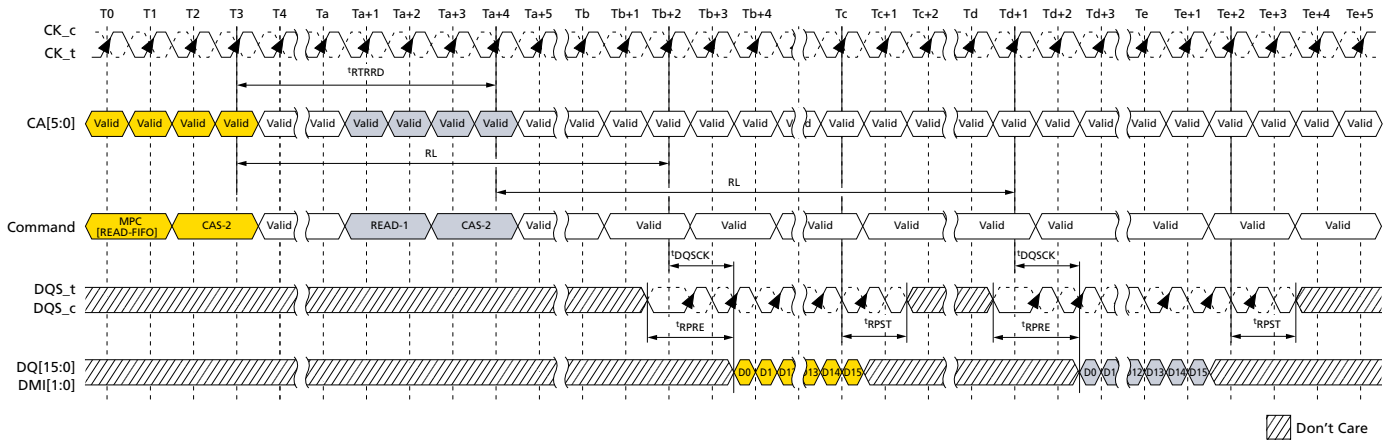 T0 T1 T2 T3 T4 Ta Ta+1 Ta+2 Ta+3 Ta+4 Ta+5 Tb Tb+1 Tb+2 Tb+3 Tb+4 Tc Tc+1 Tc+2 Td Td+1 Td+2 Td+3 Te Te+1 Te+2 Te+3 Te+4 Te+5
CK_c
CK_t
tRTRRD
CA[5:0] Valid Valid Valid Valid Valid Valid Valid Valid Valid Valid Valid Valid Valid Valid Valid Valid Valid Valid Valid Valid Valid Valid Valid Valid Valid Valid Valid Valid
RL
RL
Command MPC [READ-FIFO] CAS-2 Valid READ-1 CAS-2 Valid Valid Valid Valid Valid Valid Valid Valid Valid Valid
tDQSCK tDQSCK
DQS_t
DQS_c
tRPRE tRPST tRPRE tRPST
DQ[15:0] D0 D1 D13 D14 D15 D0 D12 D13 D14 D15
DMI[1:0]
Don't Care